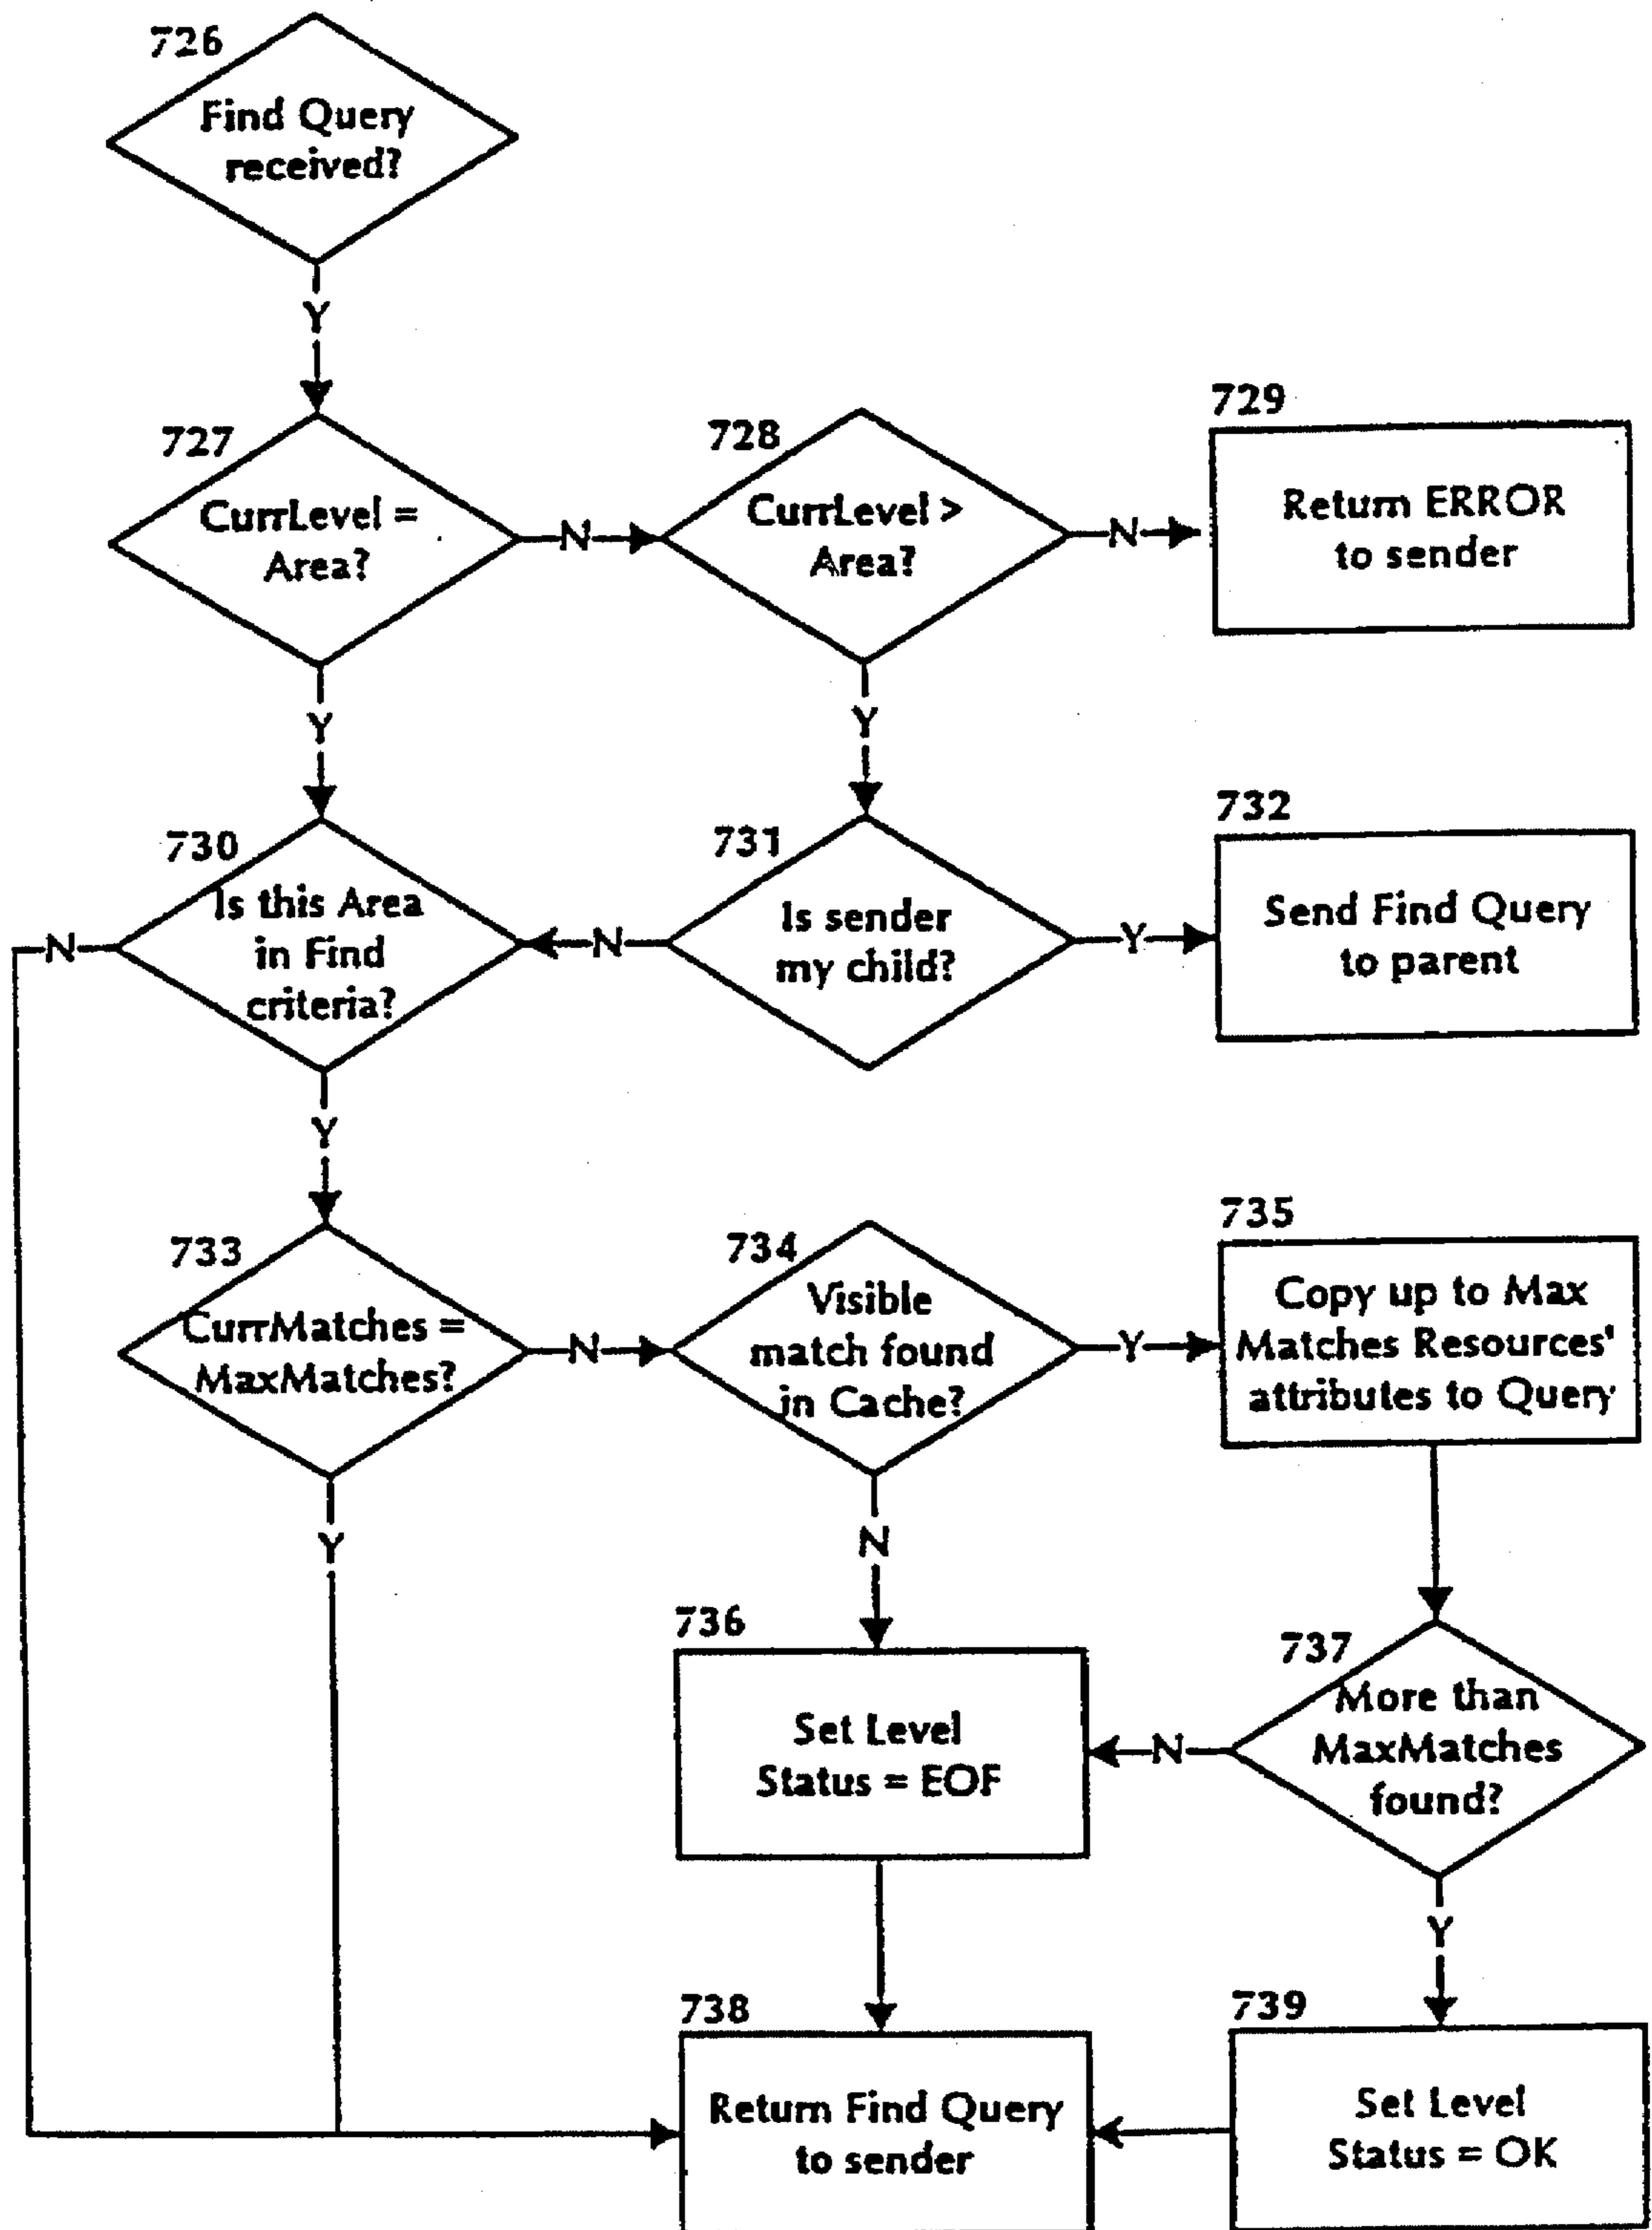 726
Find Query
received?
Y
727
CurrLevel =
Area?
N
728
CurrLevel >
Area?
N
729
Return ERROR
to sender
Y
Y
730
Is this Area
in Find
criteria?
N
N
731
Is sender
my child?
Y
732
Send Find Query
to parent
Y
733
CurrMatches =
MaxMatches?
N
734
Visible
match found
in Cache?
Y
735
Copy up to Max
Matches Resources'
attributes to Query
Y
N
736
Set Level
Status = EOF
N
737
More than
MaxMatches
found?
Y
738
Return Find Query
to sender
739
Set Level
Status = OK